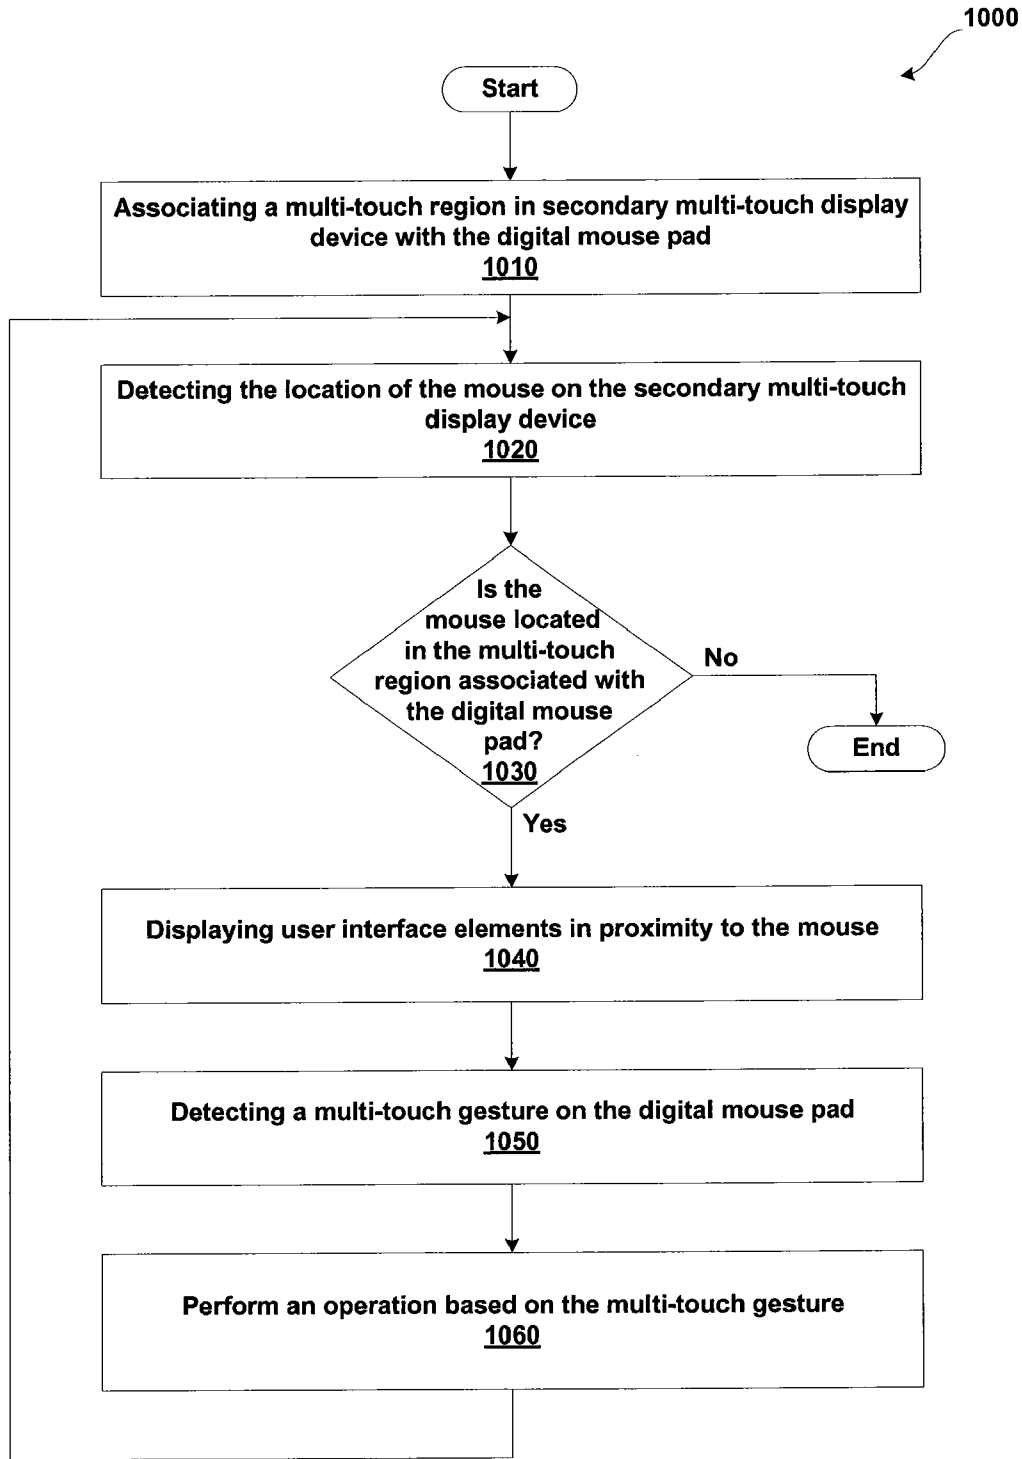 1000
Start
Associating a multi-touch region in secondary multi-touch display
device with the digital mouse pad
1010
Detecting the location of the mouse on the secondary multi-touch
display device
1020
Is the
mouse located
in the multi-touch
region associated with
the digital mouse
pad?
1030
No
End
Yes
Displaying user interface elements in proximity to the mouse
1040
Detecting a multi-touch gesture on the digital mouse pad
1050
Perform an operation based on the multi-touch gesture
1060